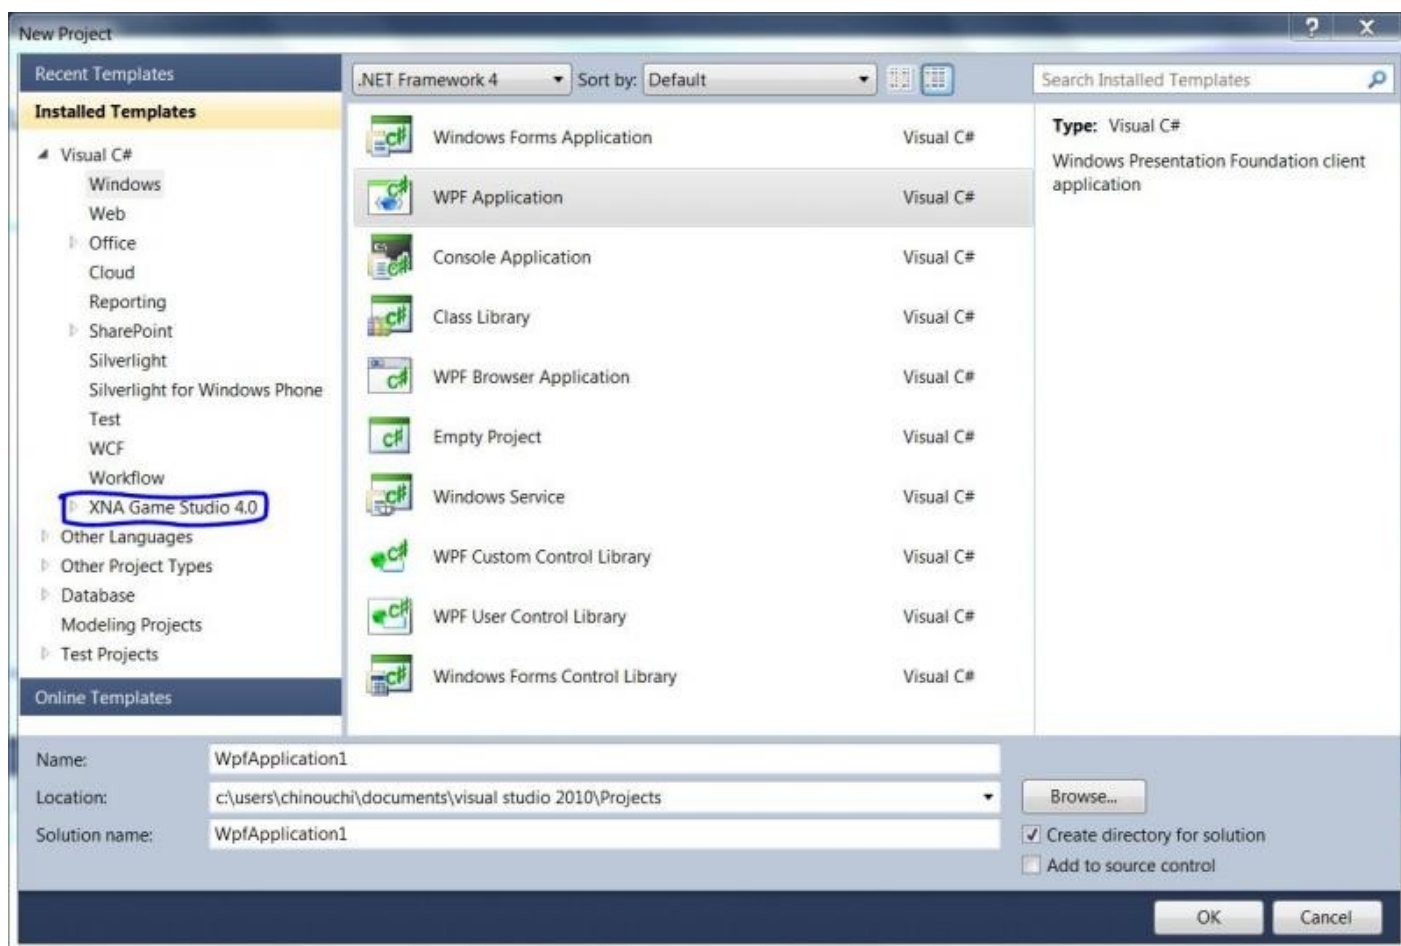 New Project
Recent Templates
Installed Templates
Visual C#
Windows
Web
Office
Cloud
Reporting
SharePoint
Silverlight
Silverlight for Windows Phone
Test
WCF
Workflow
XNA Game Studio 4.0
Other Languages
Other Project Types
Database
Modeling Projects
Test Projects
Online Templates
.NET Framework 4 Sort by: Default
Windows Forms Application Visual C#
WPF Application Visual C#
Console Application Visual C#
Class Library Visual C#
WPF Browser Application Visual C#
Empty Project Visual C#
Windows Service Visual C#
WPF Custom Control Library Visual C#
WPF User Control Library Visual C#
Windows Forms Control Library Visual C#
Search Installed Templates
Type: Visual C#
Windows Presentation Foundation client
application
Name: WpfApplication1
Location: c:\users\chinouchi\documents\visual studio 2010\Projects Browse...
Solution name: WpfApplication1
Create directory for solution
Add to source control
OK Cancel